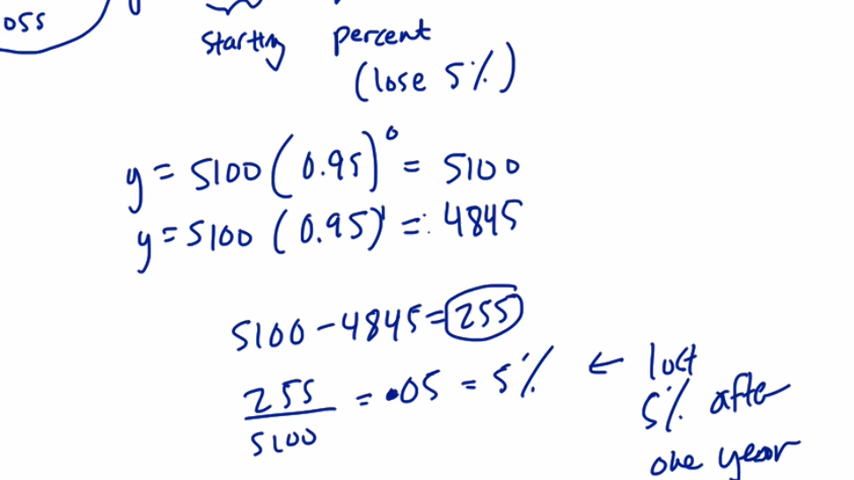 oss
starting percent
(lose 5%)
y = 5100 (0.95)^0 = 5100
y = 5100 (0.95)^1 = 4845
5100 - 4845 = 255
255/5100 = .05 = 5% ← lost
5% after
one year